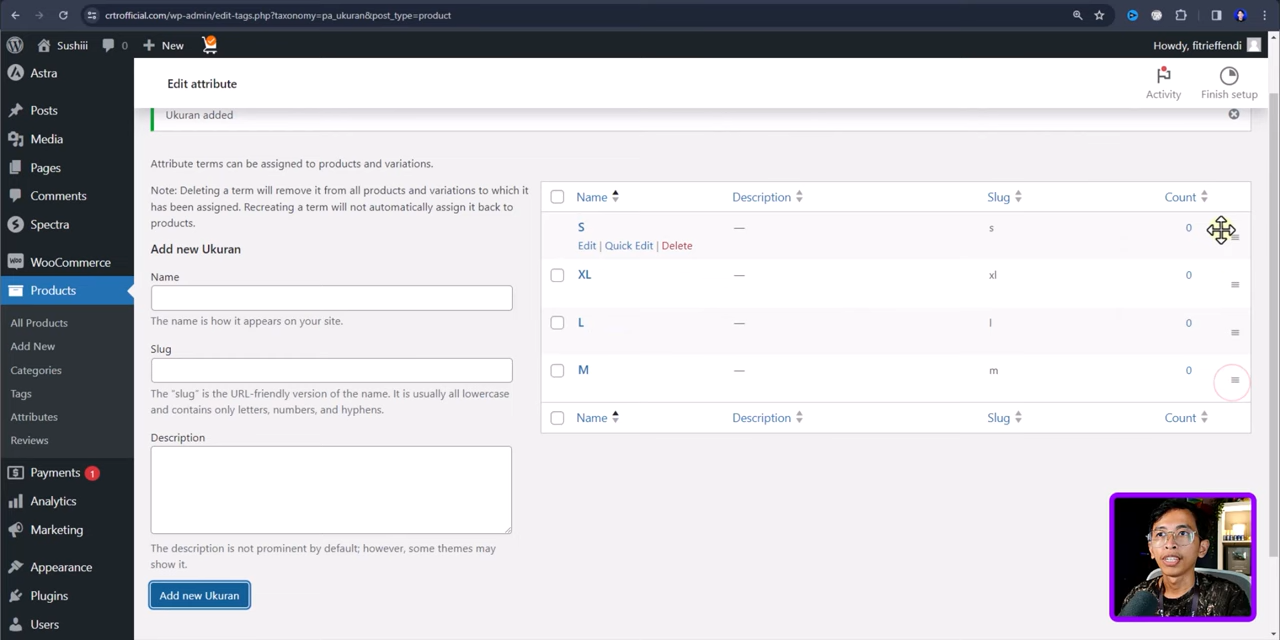 crtrofficial.com/wp-admin/edit-tags.php?taxonomy=pa_ukuran&post_type=product
Sushiii 0 New Howdy, fitrieffendi
Astra
Posts
Media
Pages
Comments
Spectra
WooCommerce
Products
All Products
Add New
Categories
Tags
Attributes
Reviews
Payments 1
Analytics
Marketing
Appearance
Plugins
Users
Edit attribute
Activity
Finish setup
Ukuran added
Attribute terms can be assigned to products and variations.
Note: Deleting a term will remove it from all products and variations to which it
has been assigned. Recreating a term will not automatically assign it back to
products.
Add new Ukuran
Name
The name is how it appears on your site.
Slug
The “slug” is the URL-friendly version of the name. It is usually all lowercase
and contains only letters, numbers, and hyphens.
Description
The description is not prominent by default; however, some themes may
show it.
Add new Ukuran
Name Description Slug Count
S — s 0
Edit | Quick Edit | Delete
XL — xl 0
L — l 0
M — m 0
Name Description Slug Count